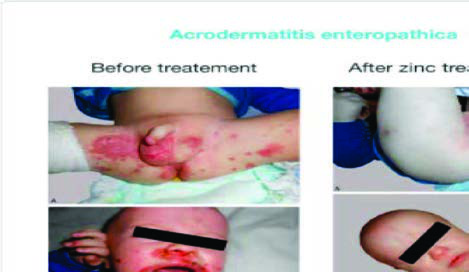 Acrodermatitis enteropathica
Before treatement
After zinc trea
A
A